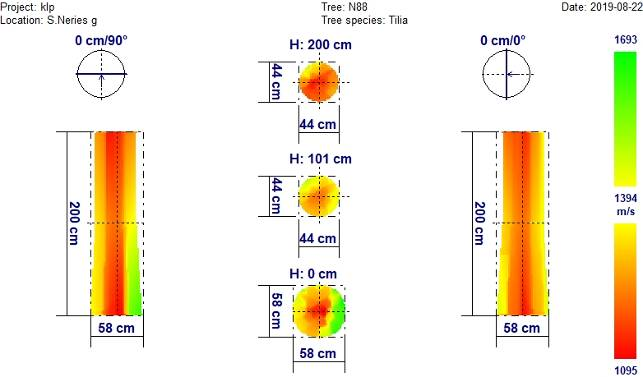 Project: klp
Tree: N88
Date: 2019-08-22
Location: S.Neries g
Tree species: Tilia
0 cm/90°
H: 200 cm
0 cm/0°
1693
44 cm
44 cm
H: 101 cm
200 cm
44 cm
44 cm
200 cm
1394
m/s
H: 0 cm
58 cm
58 cm
58 cm
58 cm
1095